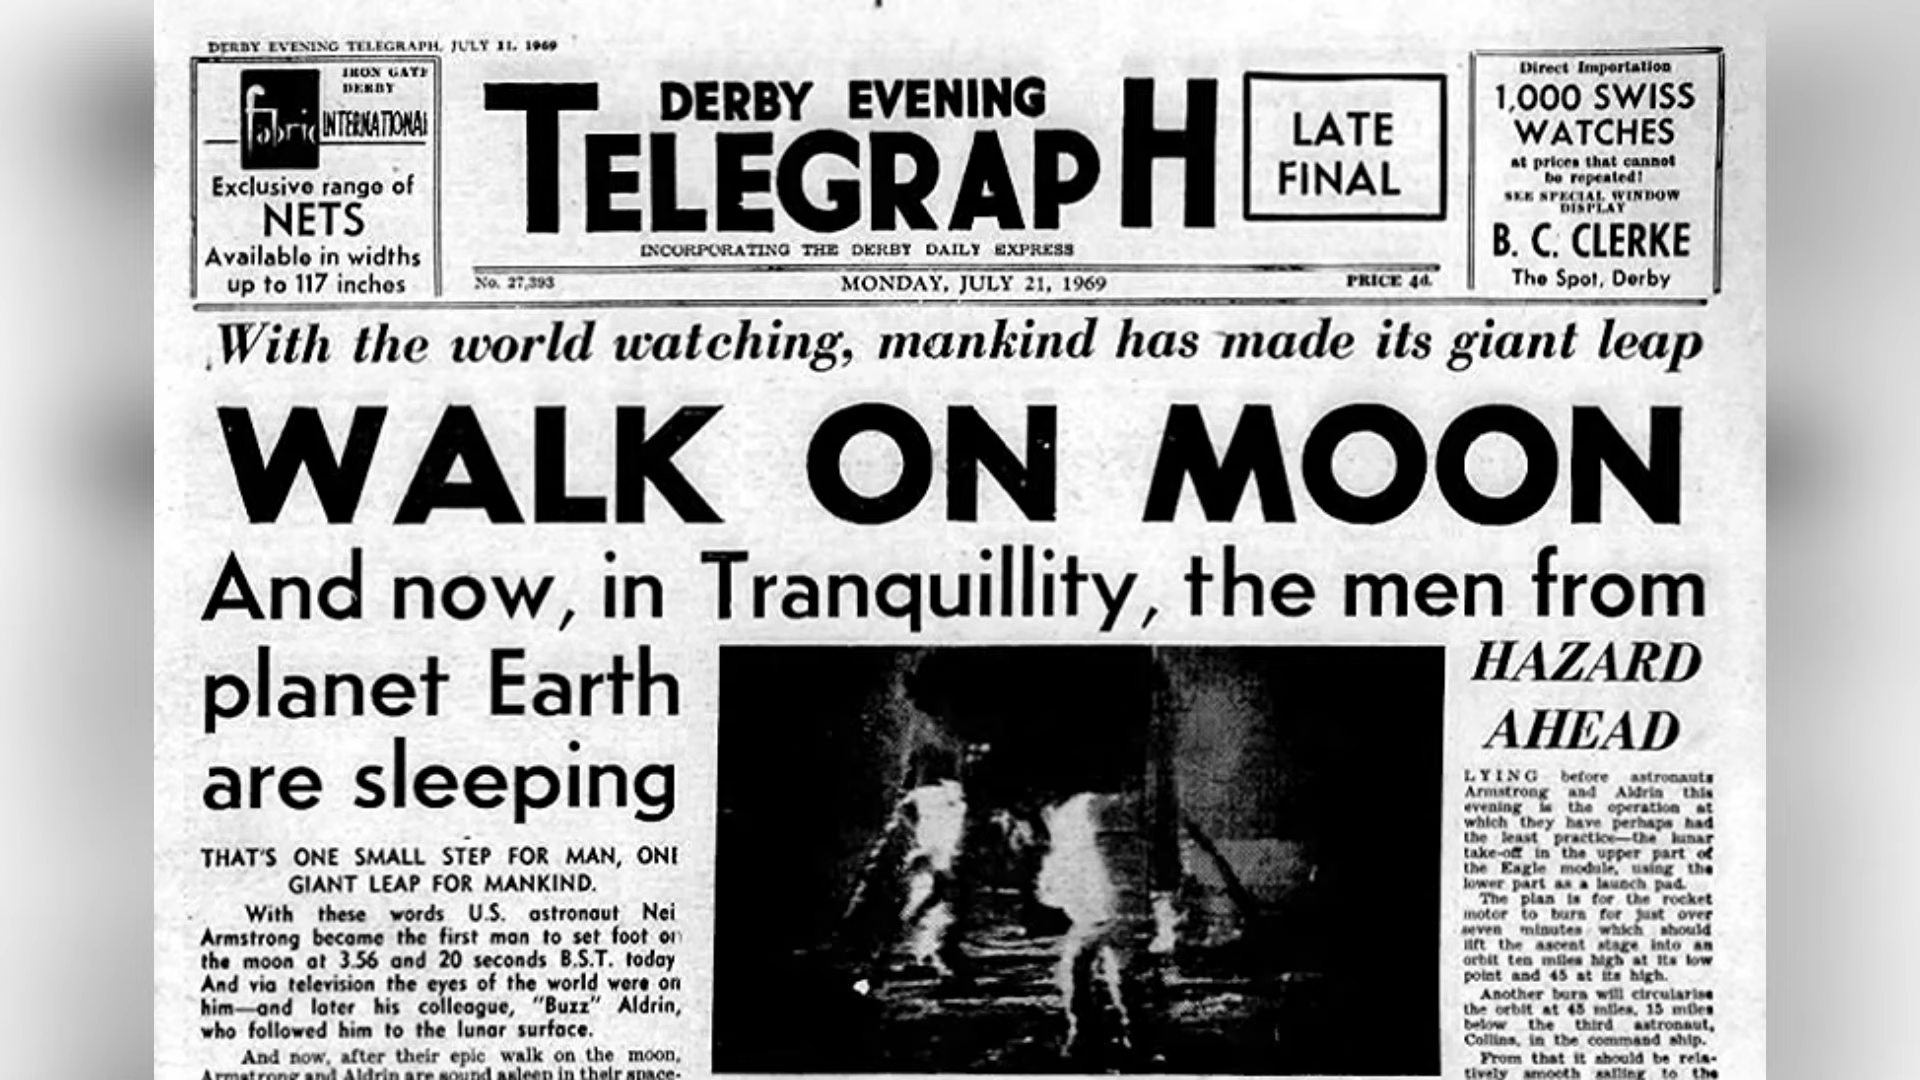 DERBY EVENING TELEGRAPH, JULY 21, 1969
IRON GATE
DERBY
fabric
INTERNATIONAL
Exclusive range of
NETS
Available in widths
up to 117 inches
DERBY EVENING
TELEGRAPH
INCORPORATING THE DERBY DAILY EXPRESS
LATE
FINAL
Direct Importation
1,000 SWISS
WATCHES
at prices that cannot
be repeated!
SEE SPECIAL WINDOW
DISPLAY
B. C. CLERKE
The Spot, Derby
No. 27,393
MONDAY, JULY 21, 1969
PRICE 4d.
With the world watching, mankind has made its giant leap
WALK ON MOON
And now, in Tranquillity, the men from
planet Earth
are sleeping
THAT'S ONE SMALL STEP FOR MAN, ONE
GIANT LEAP FOR MANKIND.
With these words U.S. astronaut Nei
Armstrong became the first man to set foot on
the moon at 3.56 and 20 seconds B.S.T. today
And via television the eyes of the world were on
him—and later his colleague, "Buzz" Aldrin,
who followed him to the lunar surface.
And now, after their epic walk on the moon,
Armstrong and Aldrin are sound asleep in their space-
HAZARD
AHEAD
LYING before astronauts
Armstrong and Aldrin this
evening is the operation at
which they have perhaps had
the least practice—the lunar
take-off in the upper part of
the Eagle module, using the
lower part as a launch pad.
The plan is for the rocket
motor to burn for just over
seven minutes which should
lift the ascent stage into an
orbit ten miles high at its low
point and 45 at its high.
Another burn will circularise
the orbit at 45 miles, 15 miles
below the third astronaut,
Collins, in the command ship.
From that it should be rela-
tively smooth sailing to the